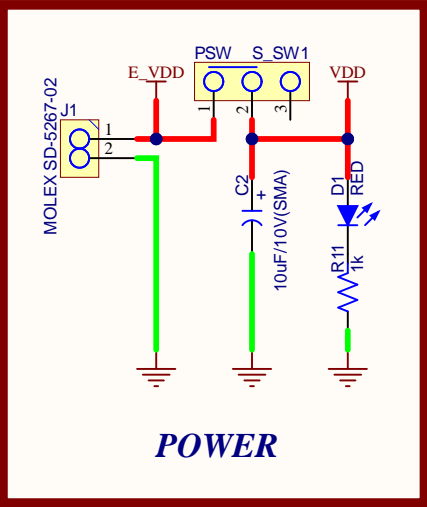 PSW S_SW1
E_VDD
VDD
J1
MOLEX SD-5267-02
1
2
1
2
3
C2
+
10uF/10V(SMA)
D1
RED
R11
1k
POWER